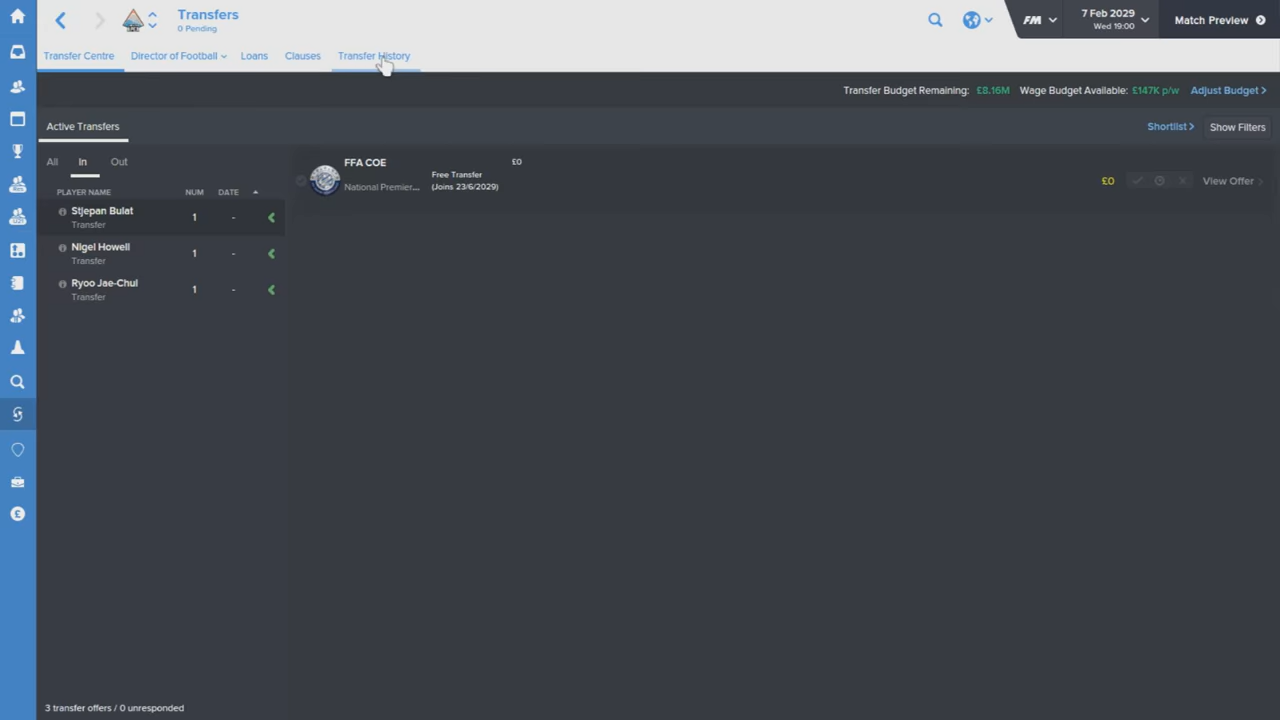 Transfers
0 Pending
FM
7 Feb 2029
Wed 19:00
Match Preview
Transfer Centre
Director of Football
Loans
Clauses
Transfer History
Transfer Budget Remaining: £8.16M
Wage Budget Available: £147K p/w
Adjust Budget
Active Transfers
Shortlist
Show Filters
All
In
Out
PLAYER NAME
NUM
DATE
Stjepan Bulat
1
-
Transfer
Nigel Howell
1
-
Transfer
Ryoo Jae-Chul
1
-
Transfer
FFA COE
National Premier...
Free Transfer
(Joins 23/6/2029)
£0
£0
View Offer
3 transfer offers / 0 unresponded